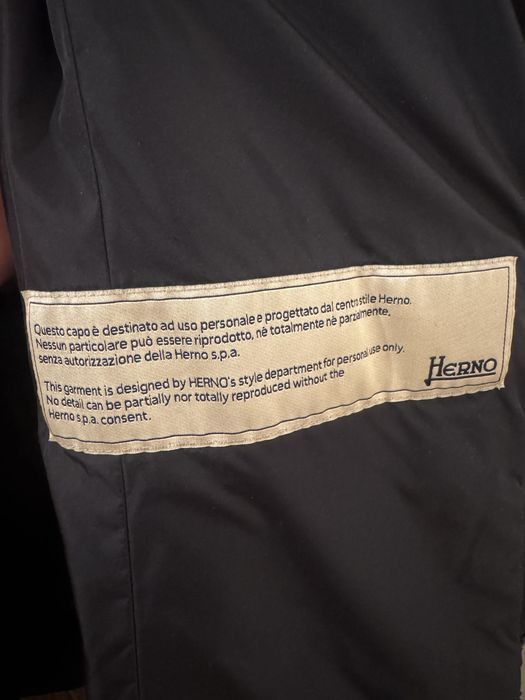 Questo capo è destinato ad uso personale e progettato dal centro stile Herno.
Nessun particolare può essere riprodotto, nè totalmente nè parzialmente,
senza autorizzazione della Herno s.p.a.
This garment is designed by HERNO's style department for personal use only.
No detail can be partially nor totally reproduced without the
Herno s.p.a. consent.
HERNO